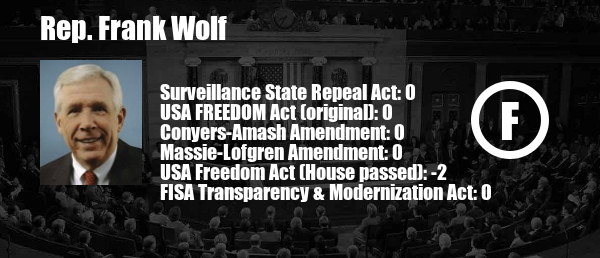 Rep. Frank Wolf
Surveillance State Repeal Act: 0
USA FREEDOM Act (original): 0
Conyers-Amash Amendment: 0
Massie-Lofgren Amendment: 0
USA Freedom Act (House passed): -2
FISA Transparency & Modernization Act: 0
F